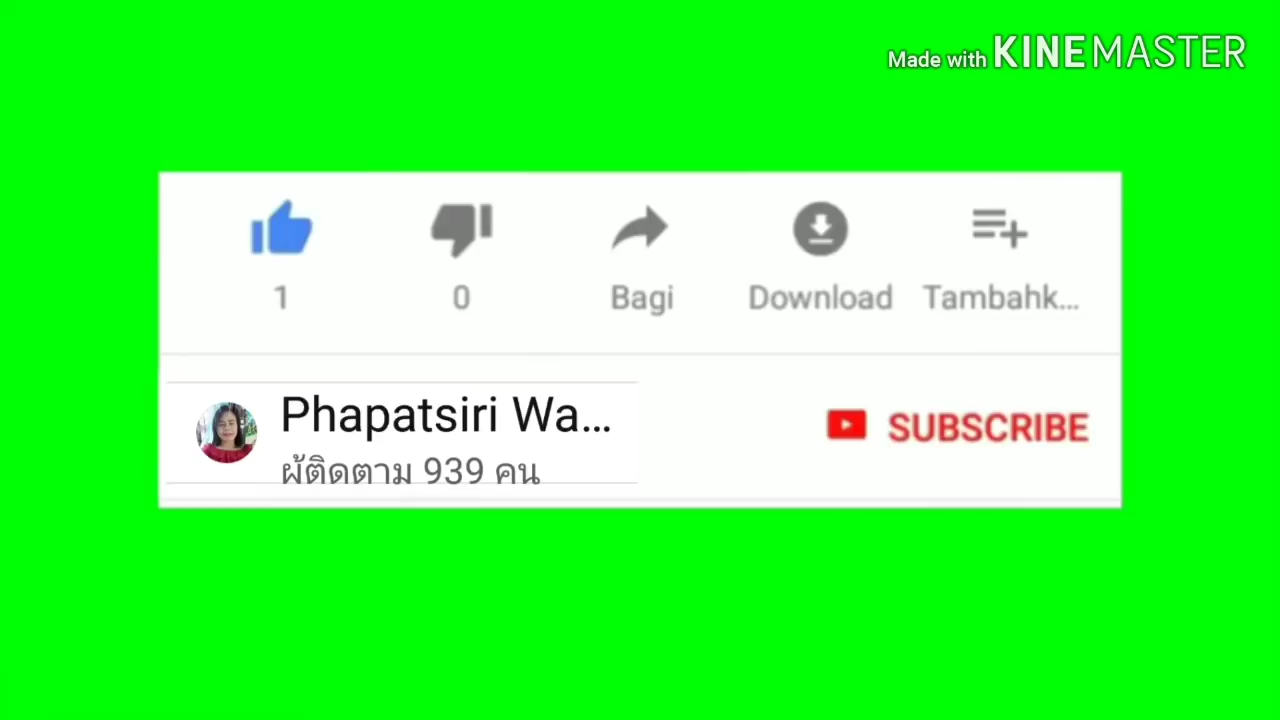 Made with KINEMASTER
1 0 Bagi Download Tambahk...
Phapatsiri Wa...
SUBSCRIBE
ผู้ติดตาม 939 คน